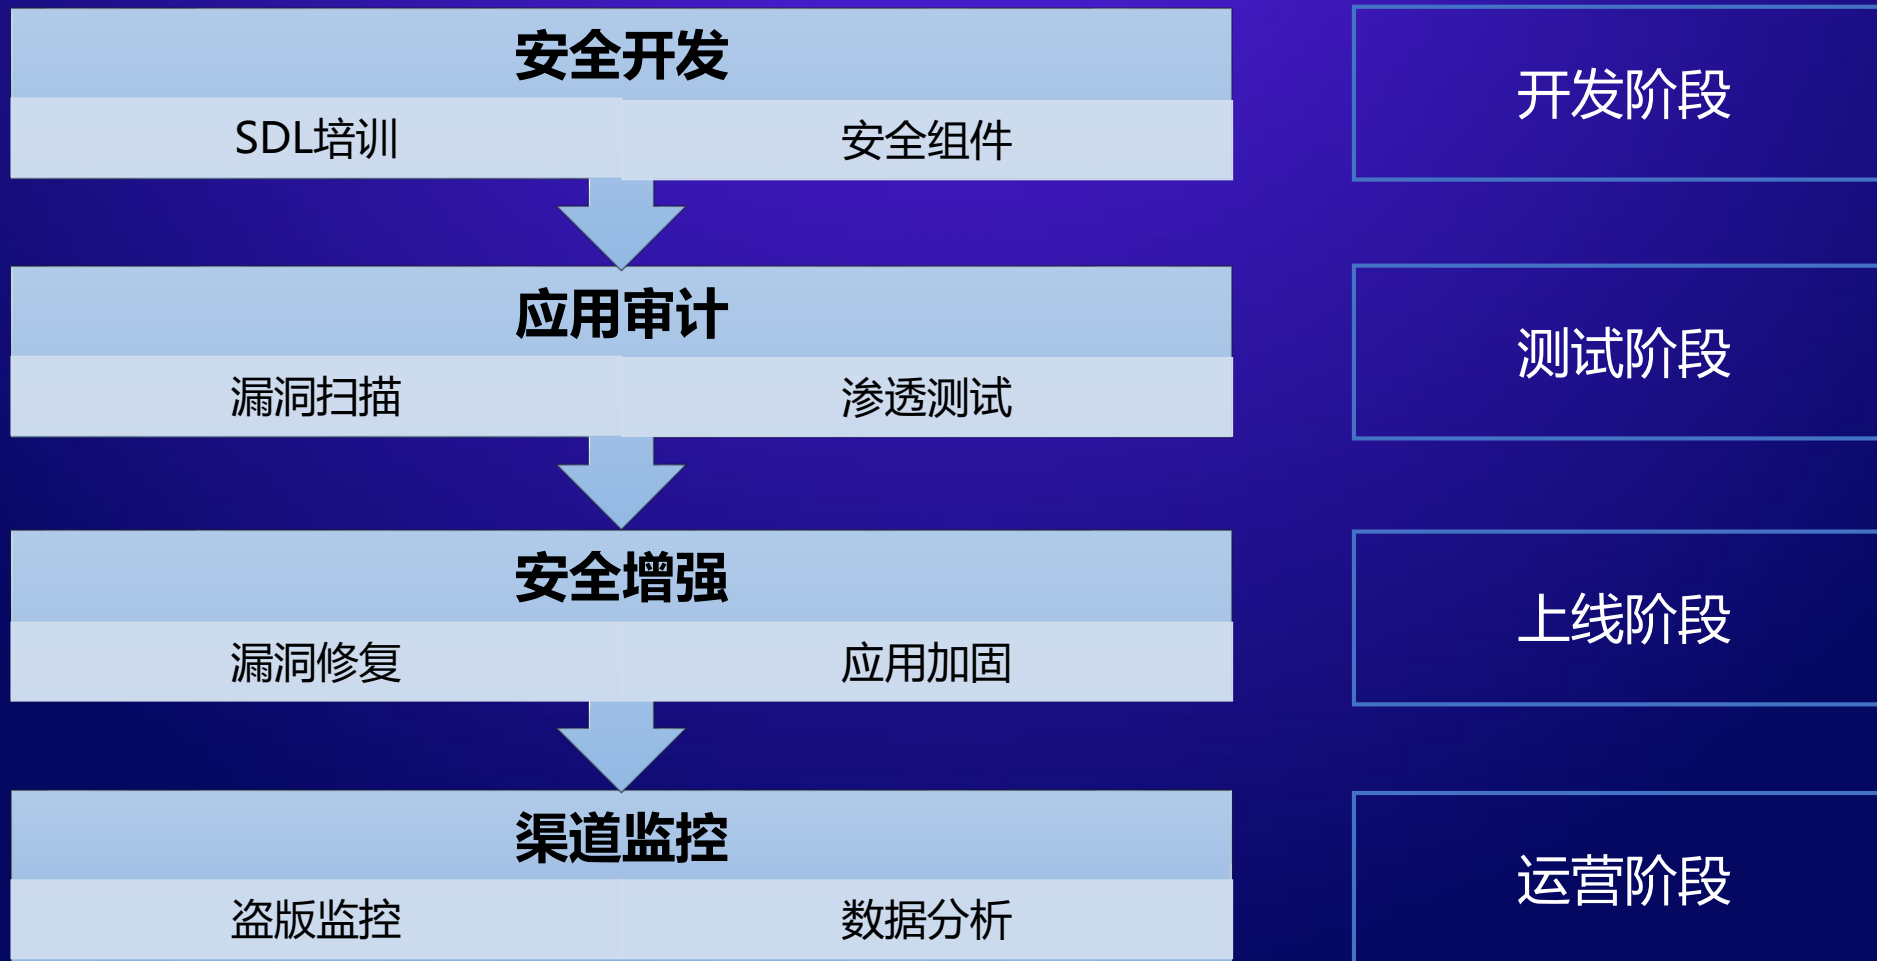 安全开发
SDL培训
安全组件
开发阶段
应用审计
漏洞扫描
渗透测试
测试阶段
安全增强
漏洞修复
应用加固
上线阶段
渠道监控
盗版监控
数据分析
运营阶段